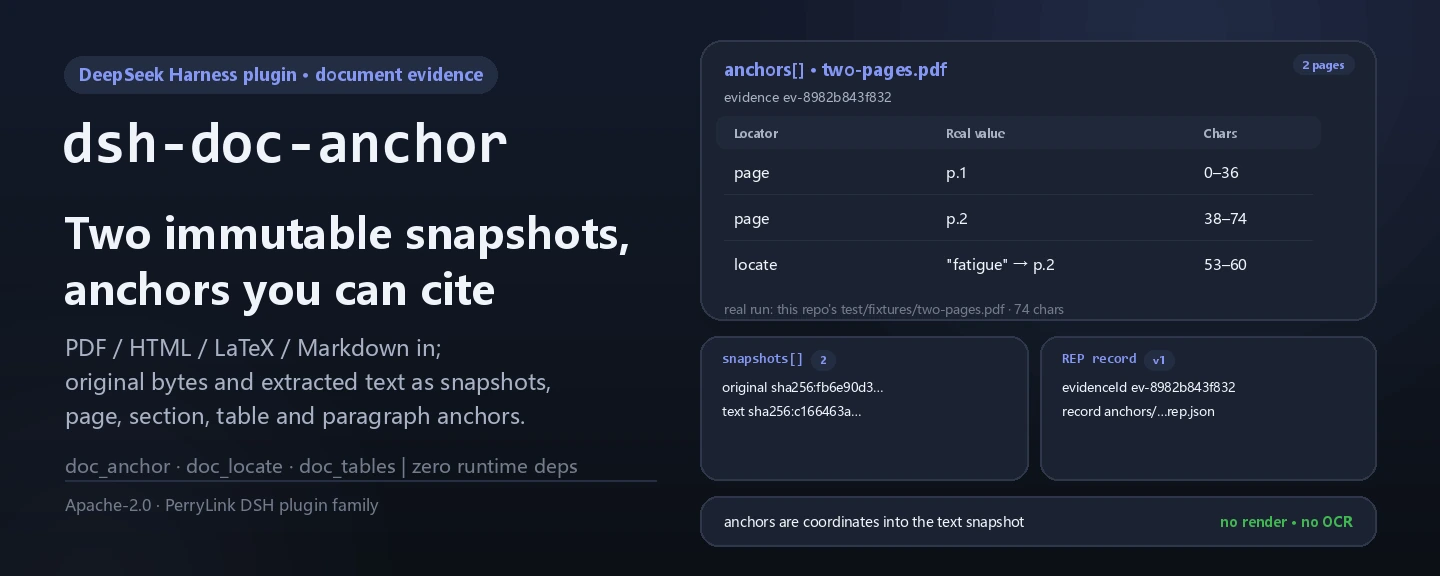 DeepSeek Harness plugin • document evidence
dsh-doc-anchor
Two immutable snapshots,
anchors you can cite
PDF / HTML / LaTeX / Markdown in;
original bytes and extracted text as snapshots,
page, section, table and paragraph anchors.
doc_anchor · doc_locate · doc_tables | zero runtime deps
Apache-2.0 · PerryLink DSH plugin family
anchors[] • two-pages.pdf
2 pages
evidence ev-8982b843f832
Locator Real value Chars
page p.1 0–36
page p.2 38–74
locate "fatigue" → p.2 53–60
real run: this repo's test/fixtures/two-pages.pdf · 74 chars
snapshots[] 2
original sha256:fb6e90d3…
text sha256:c166463a…
REP record v1
evidenceId ev-8982b843f832
record anchors/…rep.json
anchors are coordinates into the text snapshot
no render • no OCR